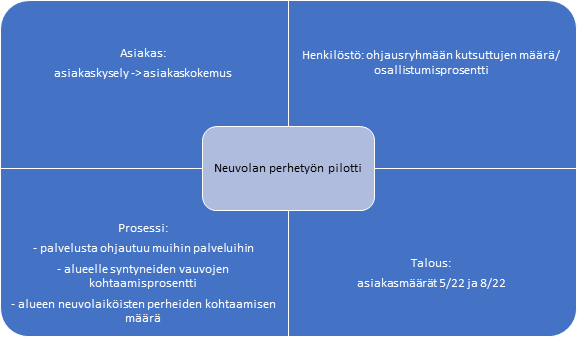 Asiakas:
asiakaskysely -> asiakaskokemus
Henkilöstö: ohjausryhmään kutsuttujen määrä/
osallistumisprosentti
Neuvolan perhetyön pilotti
Prosessi:
- palvelusta ohjautuu muihin palveluihin
- alueelle syntyneiden vauvojen
kohtaamisprosentti
- alueen neuvolaiköisten perheiden kohtaamisen
määrä
Talous:
asiakasmäärät 5/22 ja 8/22